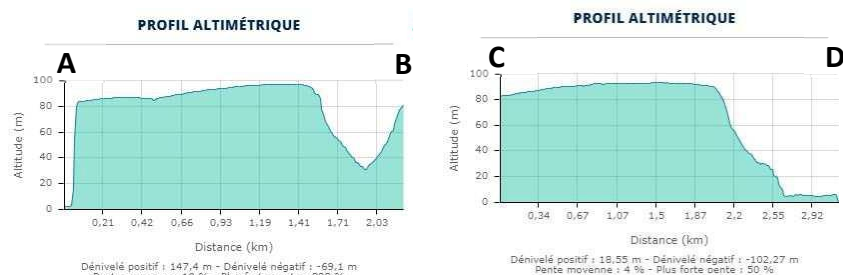 PROFIL ALTIMÉTRIQUE
A B
100
80
60
40
20
0
Altitude (m)
0,21 0,42 0,66 0,93 1,19 1,41 1,71 2,03
Distance (km)
Dénivelé positif : 147,4 m - Dénivelé négatif : -69,1 m
PROFIL ALTIMÉTRIQUE
C D
100
80
60
40
20
0
Altitude (m)
0,34 0,67 1,07 1,5 1,87 2,2 2,55 2,92
Distance (km)
Dénivelé positif : 18,55 m - Dénivelé négatif : -102,27 m
Pente moyenne : 4 % - Plus forte pente : 50 %